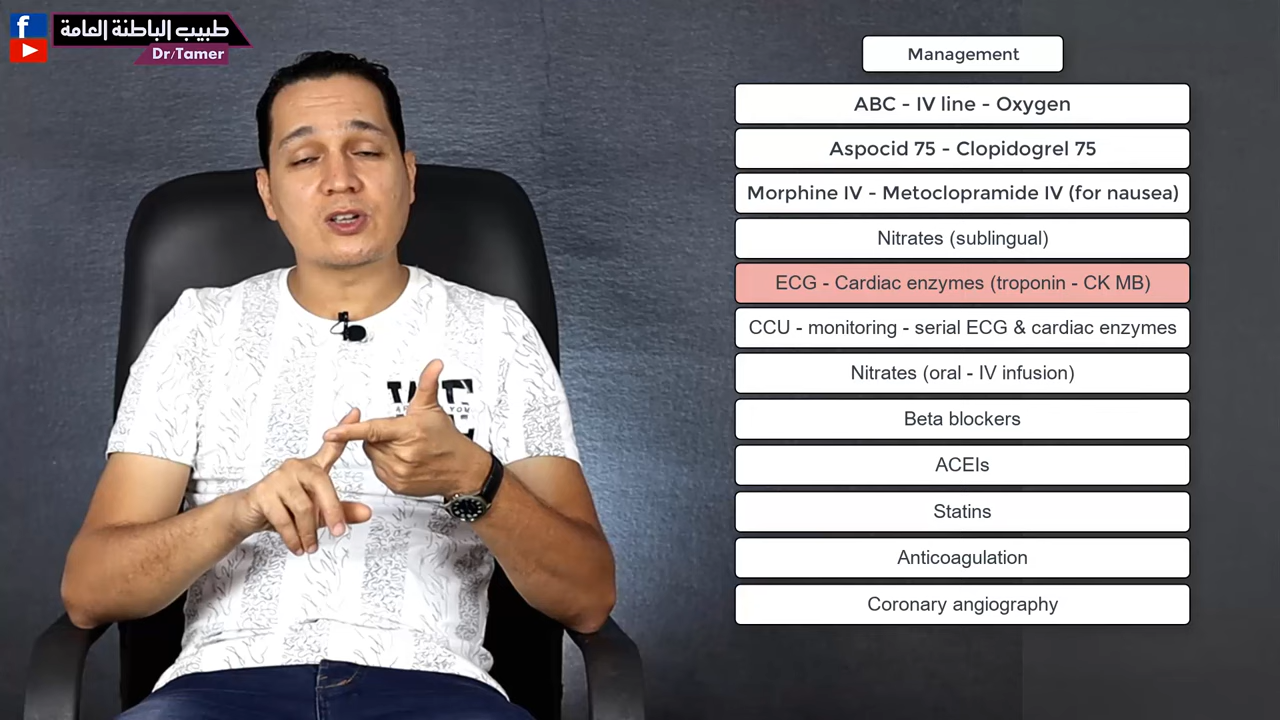 f
طبيب الباطنة العامة
Dr/Tamer
Management
ABC - IV line - Oxygen
Aspocid 75 - Clopidogrel 75
Morphine IV - Metoclopramide IV (for nausea)
Nitrates (sublingual)
ECG - Cardiac enzymes (troponin - CK MB)
CCU - monitoring - serial ECG & cardiac enzymes
Nitrates (oral - IV infusion)
Beta blockers
ACEIs
Statins
Anticoagulation
Coronary angiography